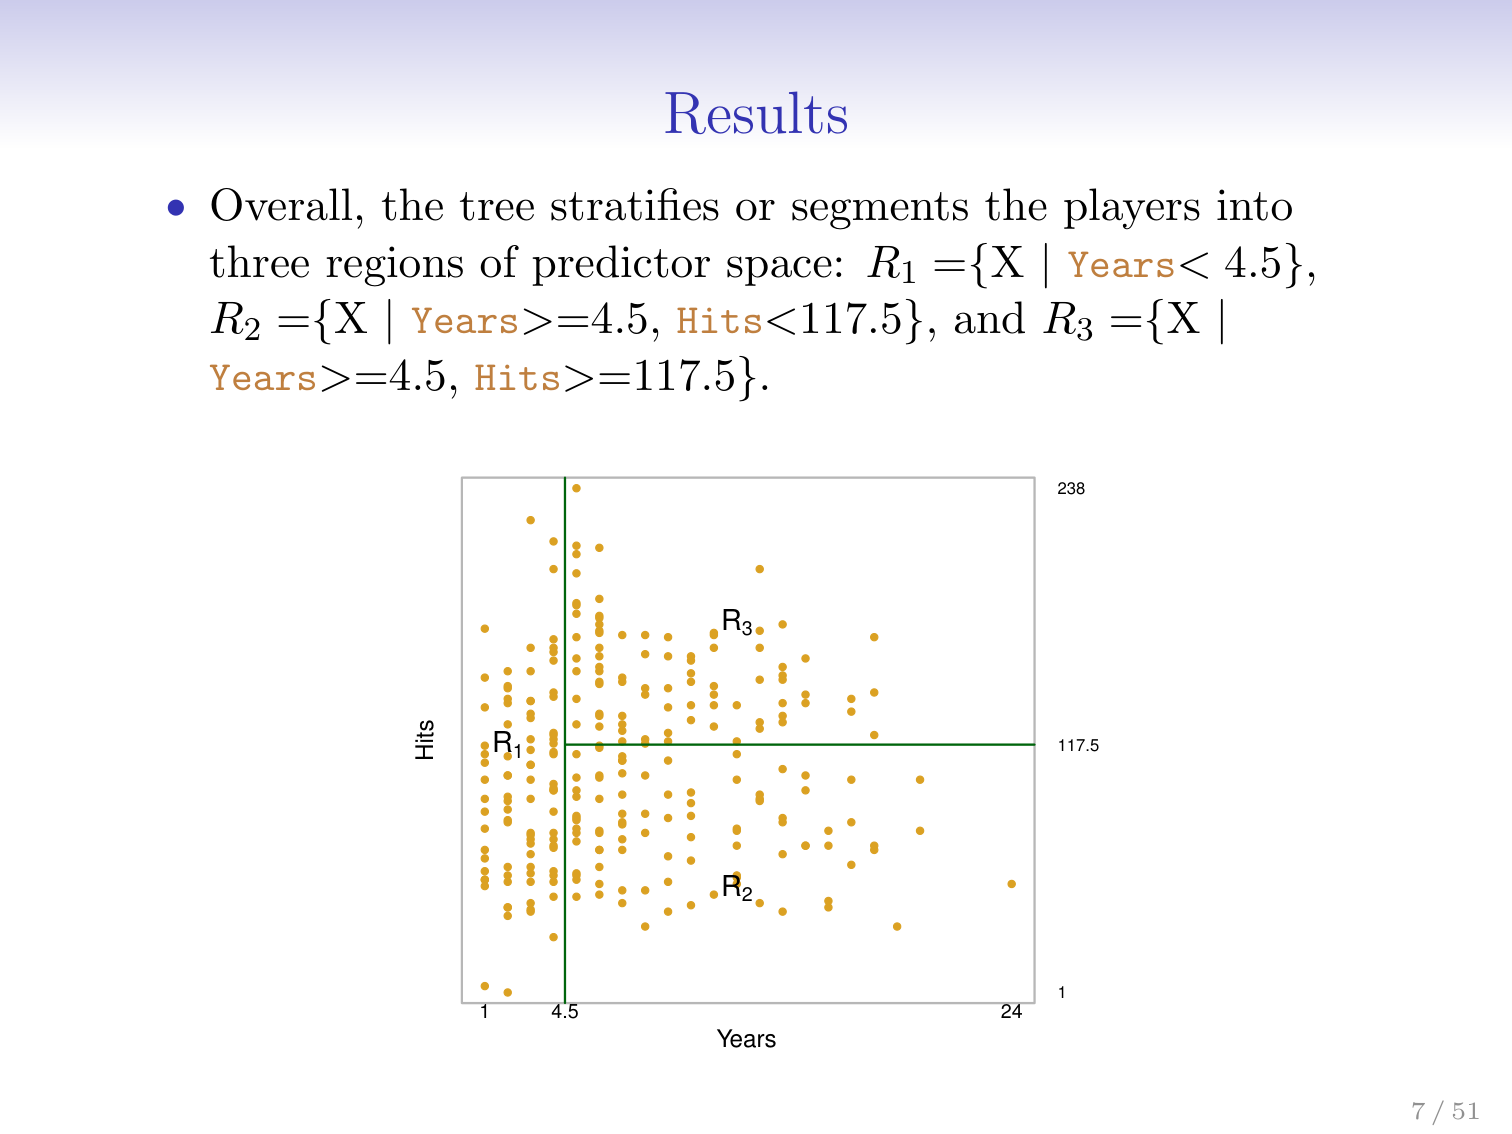 Results
• Overall, the tree stratifies or segments the players into
three regions of predictor space: R₁ ={X | Years< 4.5},
R₂ ={X | Years>=4.5, Hits<117.5}, and R₃ ={X |
Years>=4.5, Hits>=117.5}.
238
R₃
Hits
R₁
117.5
R₂
1
1 4.5 24
Years
7 / 51